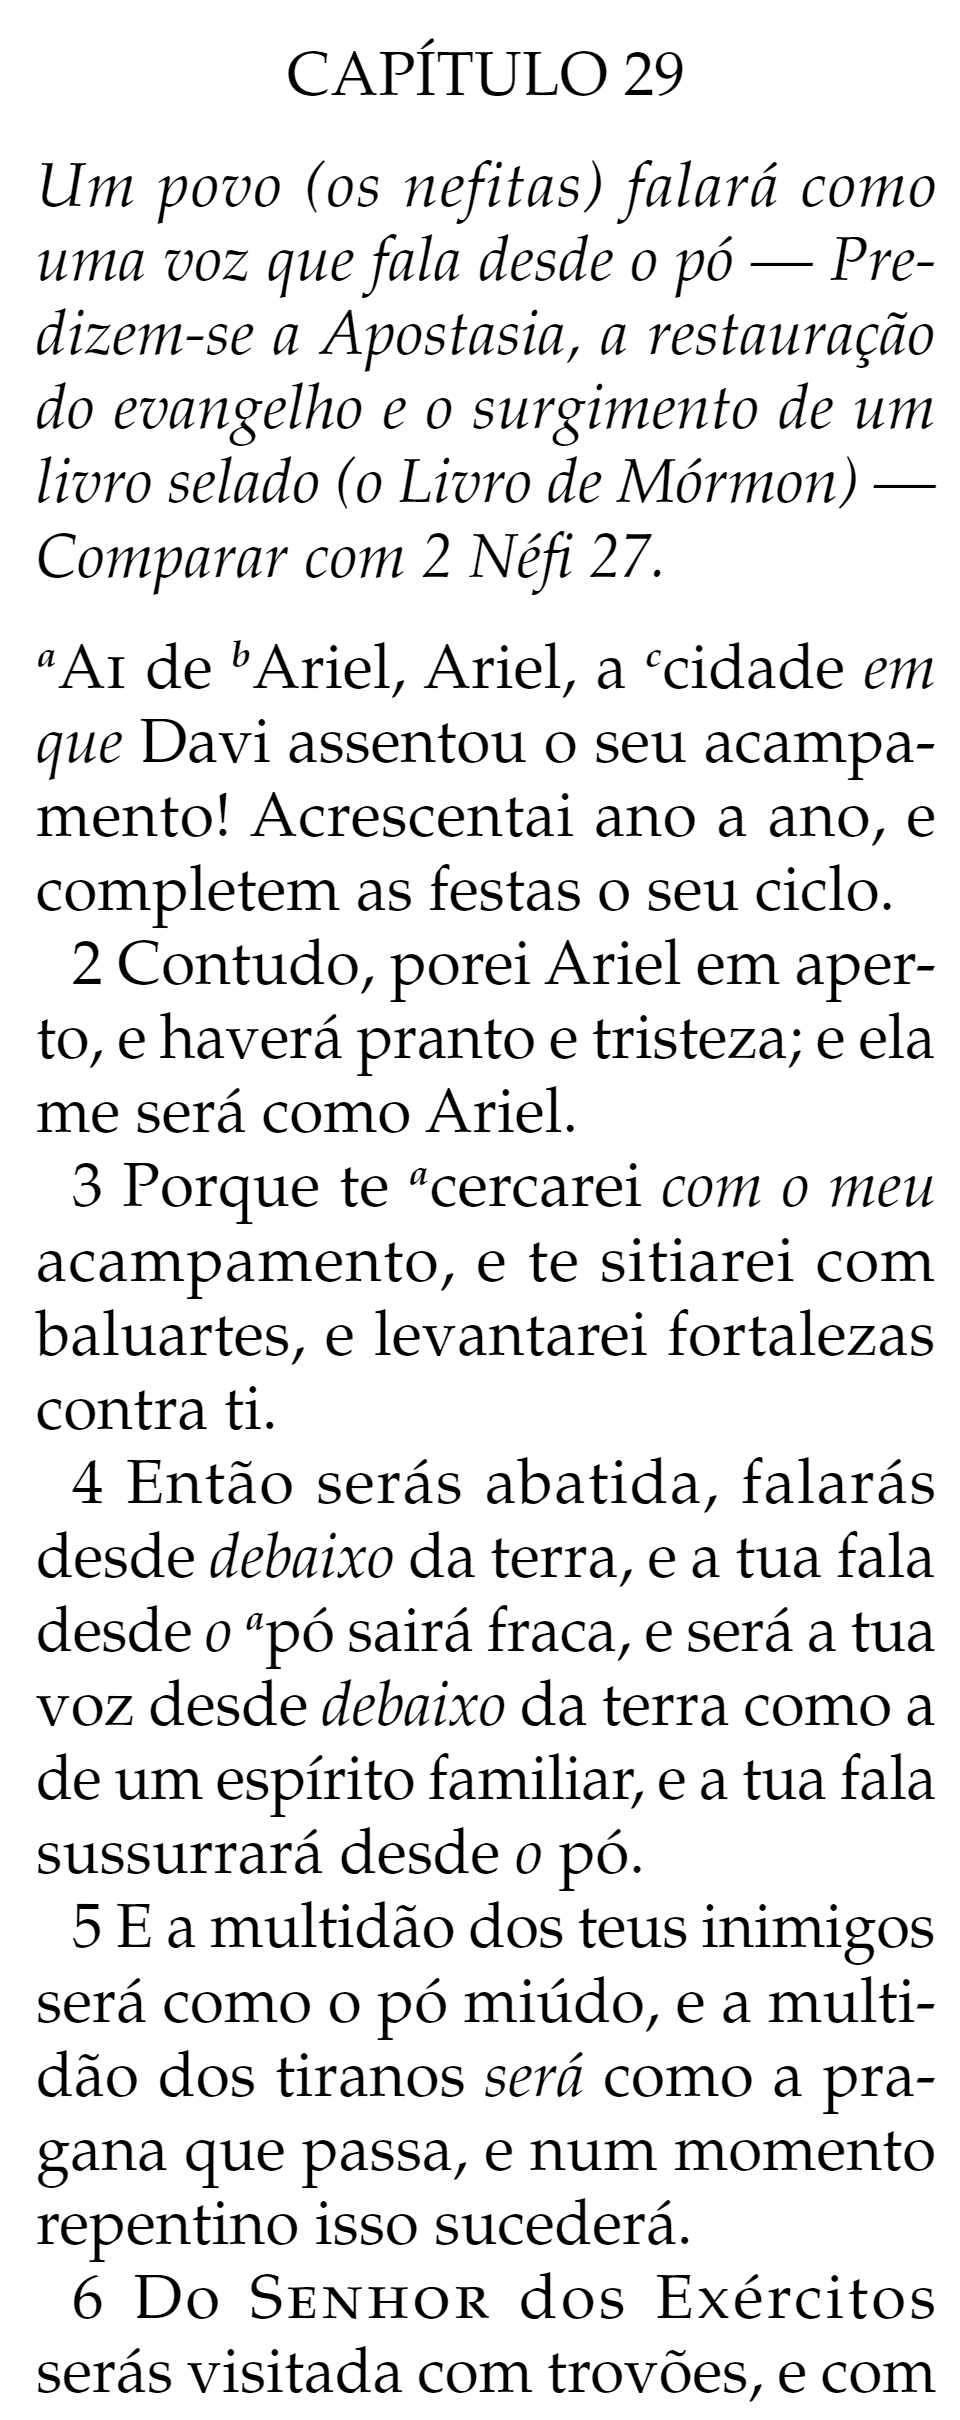 CAPÍTULO 29
Um povo (os nefitas) falará como
uma voz que fala desde o pó — Pre-
dizem-se a Apostasia, a restauração
do evangelho e o surgimento de um
livro selado (o Livro de Mórmon) —
Comparar com 2 Néfi 27.
aAI de bAriel, Ariel, a ccidade em
que Davi assentou o seu acampa-
mento! Acrescentai ano a ano, e
completem as festas o seu ciclo.
2 Contudo, porei Ariel em aper-
to, e haverá pranto e tristeza; e ela
me será como Ariel.
3 Porque te acercarei com o meu
acampamento, e te sitiarei com
baluartes, e levantarei fortalezas
contra ti.
4 Então serás abatida, falarás
desde debaixo da terra, e a tua fala
desde o apó sairá fraca, e será a tua
voz desde debaixo da terra como a
de um espírito familiar, e a tua fala
sussurrará desde o pó.
5 E a multidão dos teus inimigos
será como o pó miúdo, e a multi-
dão dos tiranos será como a pra-
gana que passa, e num momento
repentino isso sucederá.
6 Do SENHOR dos Exércitos
serás visitada com trovões, e com